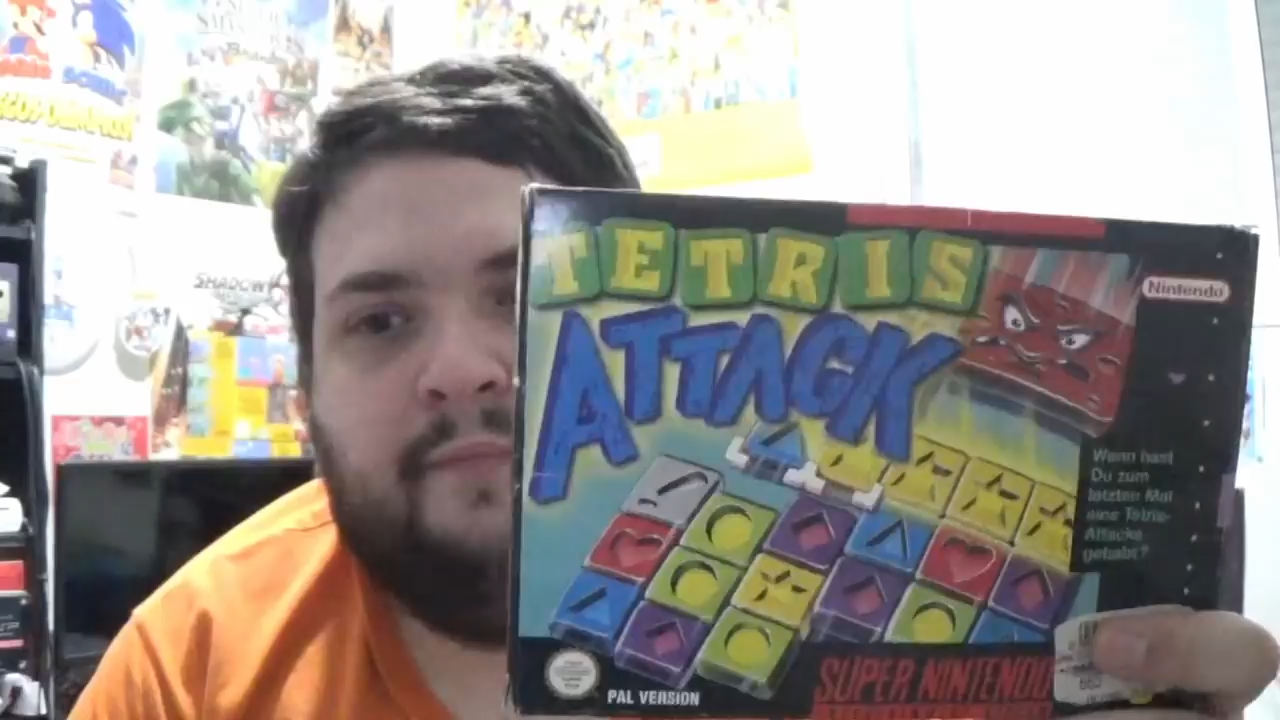 SHADOW
TETRIS
ATTACK
Nintendo
Wann hast
Du zum
letzten Mal
eine Tetris-
Attacke
gehabt?
PAL VERSION
SUPER NINTENDO